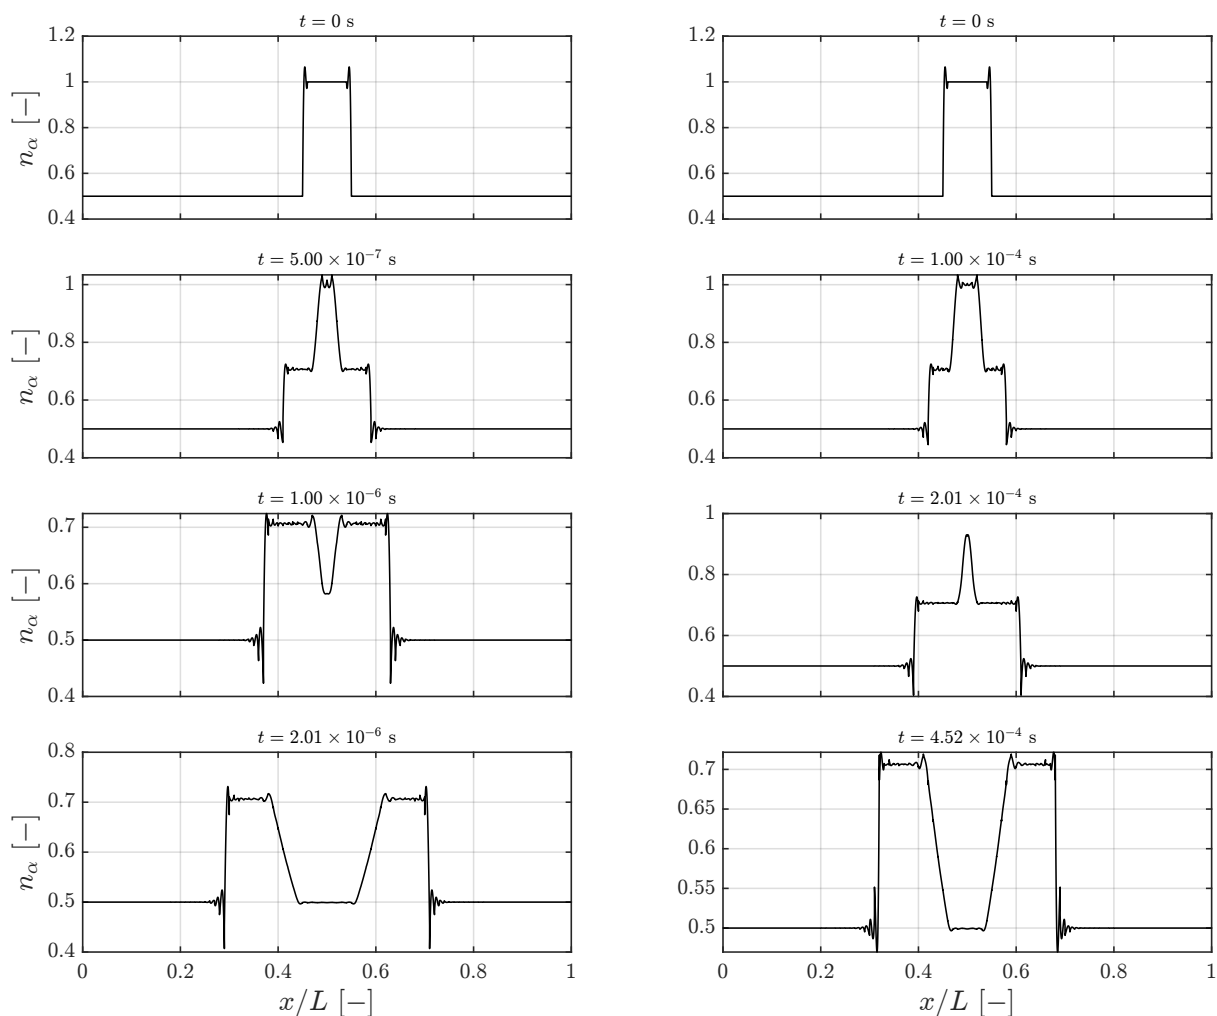 t = 0 s
1.2
1
0.8
0.6
0.4
n_α [−]
t = 0 s
1.2
1
0.8
0.6
0.4
n_α [−]
t = 5.00 × 10⁻⁷ s
1
0.8
0.6
0.4
n_α [−]
t = 1.00 × 10⁻⁴ s
1
0.8
0.6
0.4
t = 1.00 × 10⁻⁶ s
0.7
0.6
0.5
0.4
n_α [−]
t = 2.01 × 10⁻⁴ s
1
0.8
0.6
0.4
t = 2.01 × 10⁻⁶ s
0.8
0.7
0.6
0.5
0.4
n_α [−]
0 0.2 0.4 0.6 0.8 1
x/L [−]
t = 4.52 × 10⁻⁴ s
0.7
0.65
0.6
0.55
0.5
0 0.2 0.4 0.6 0.8 1
x/L [−]